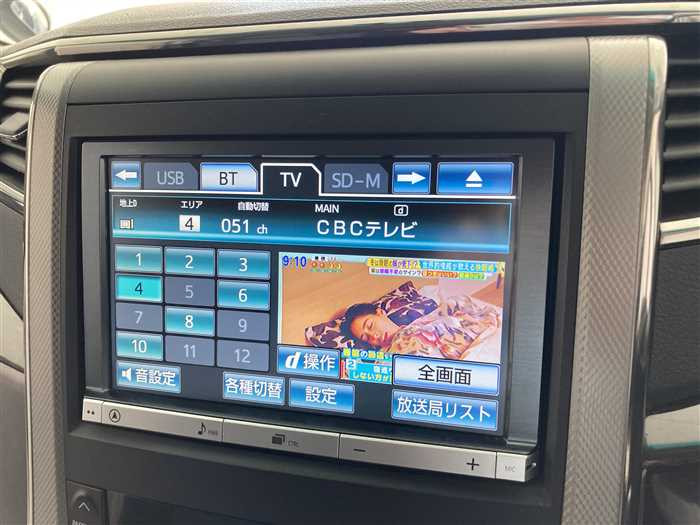 USB BT TV SD-M
地上D エリア 自動切替 MAIN d
4 051 ch CBCテレビ
1 2 3
4 5 6
7 8 9
10 11 12
9:10
d 操作 全画面
音設定 各種切替 設定 放送局リスト
CTRL − + MIC